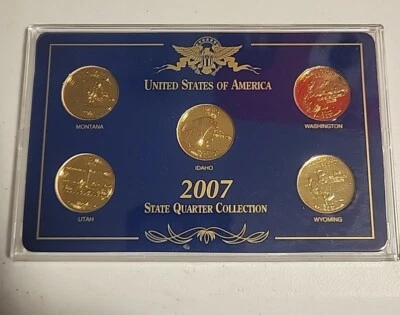 UNITED STATES OF AMERICA
MONTANA
WASHINGTON
IDAHO
UTAH
2007
WYOMING
STATE QUARTER COLLECTION